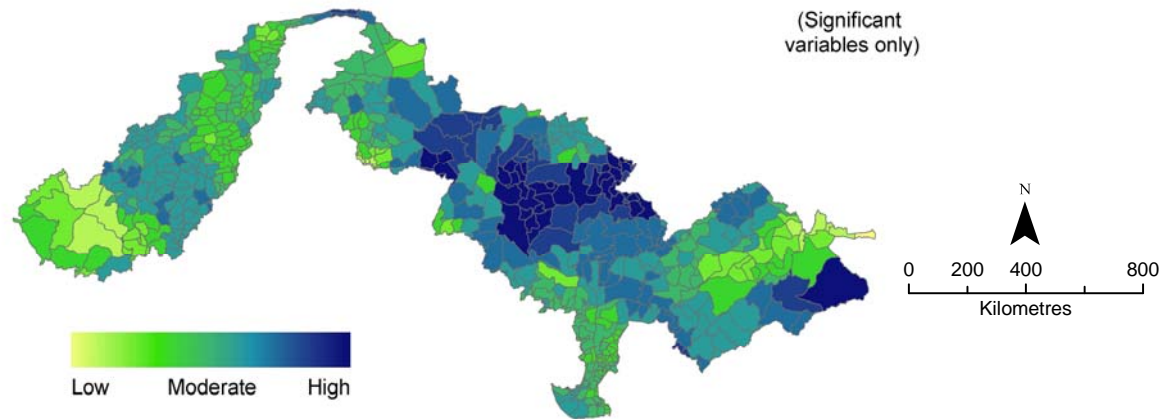 (Significant
variables only)
N
0 200 400 800
Kilometres
Low Moderate High